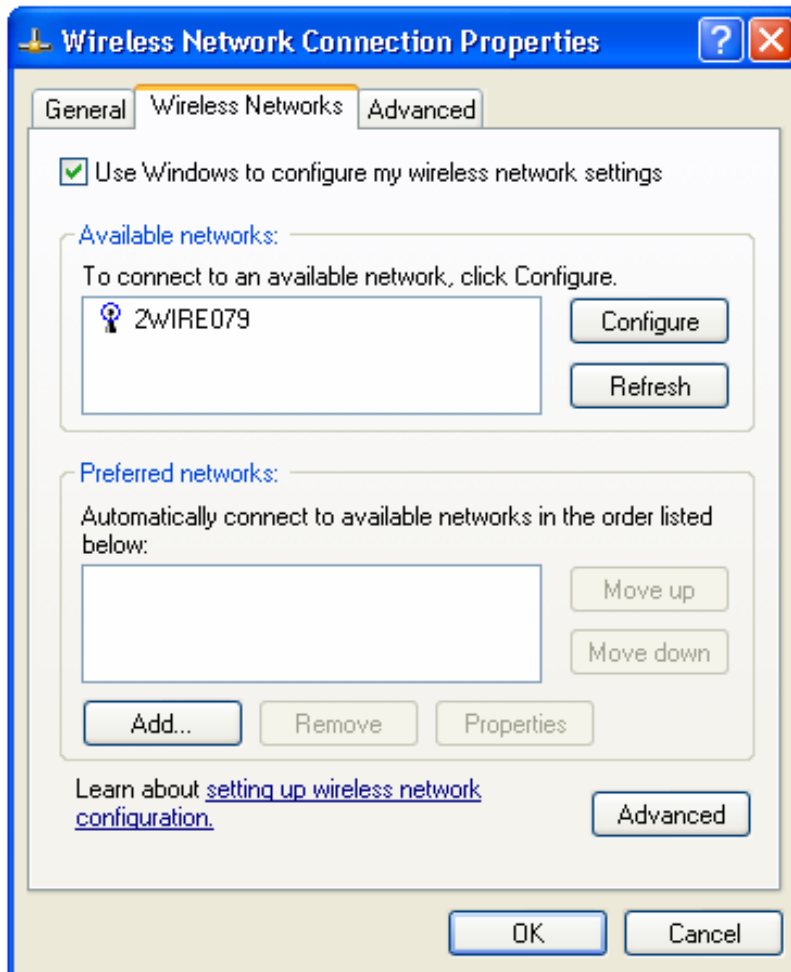 Wireless Network Connection Properties
General Wireless Networks Advanced
Use Windows to configure my wireless network settings
Available networks:
To connect to an available network, click Configure.
2WIRE079
Configure
Refresh
Preferred networks:
Automatically connect to available networks in the order listed
below:
Move up
Move down
Add... Remove Properties
Learn about setting up wireless network
configuration.
Advanced
OK Cancel